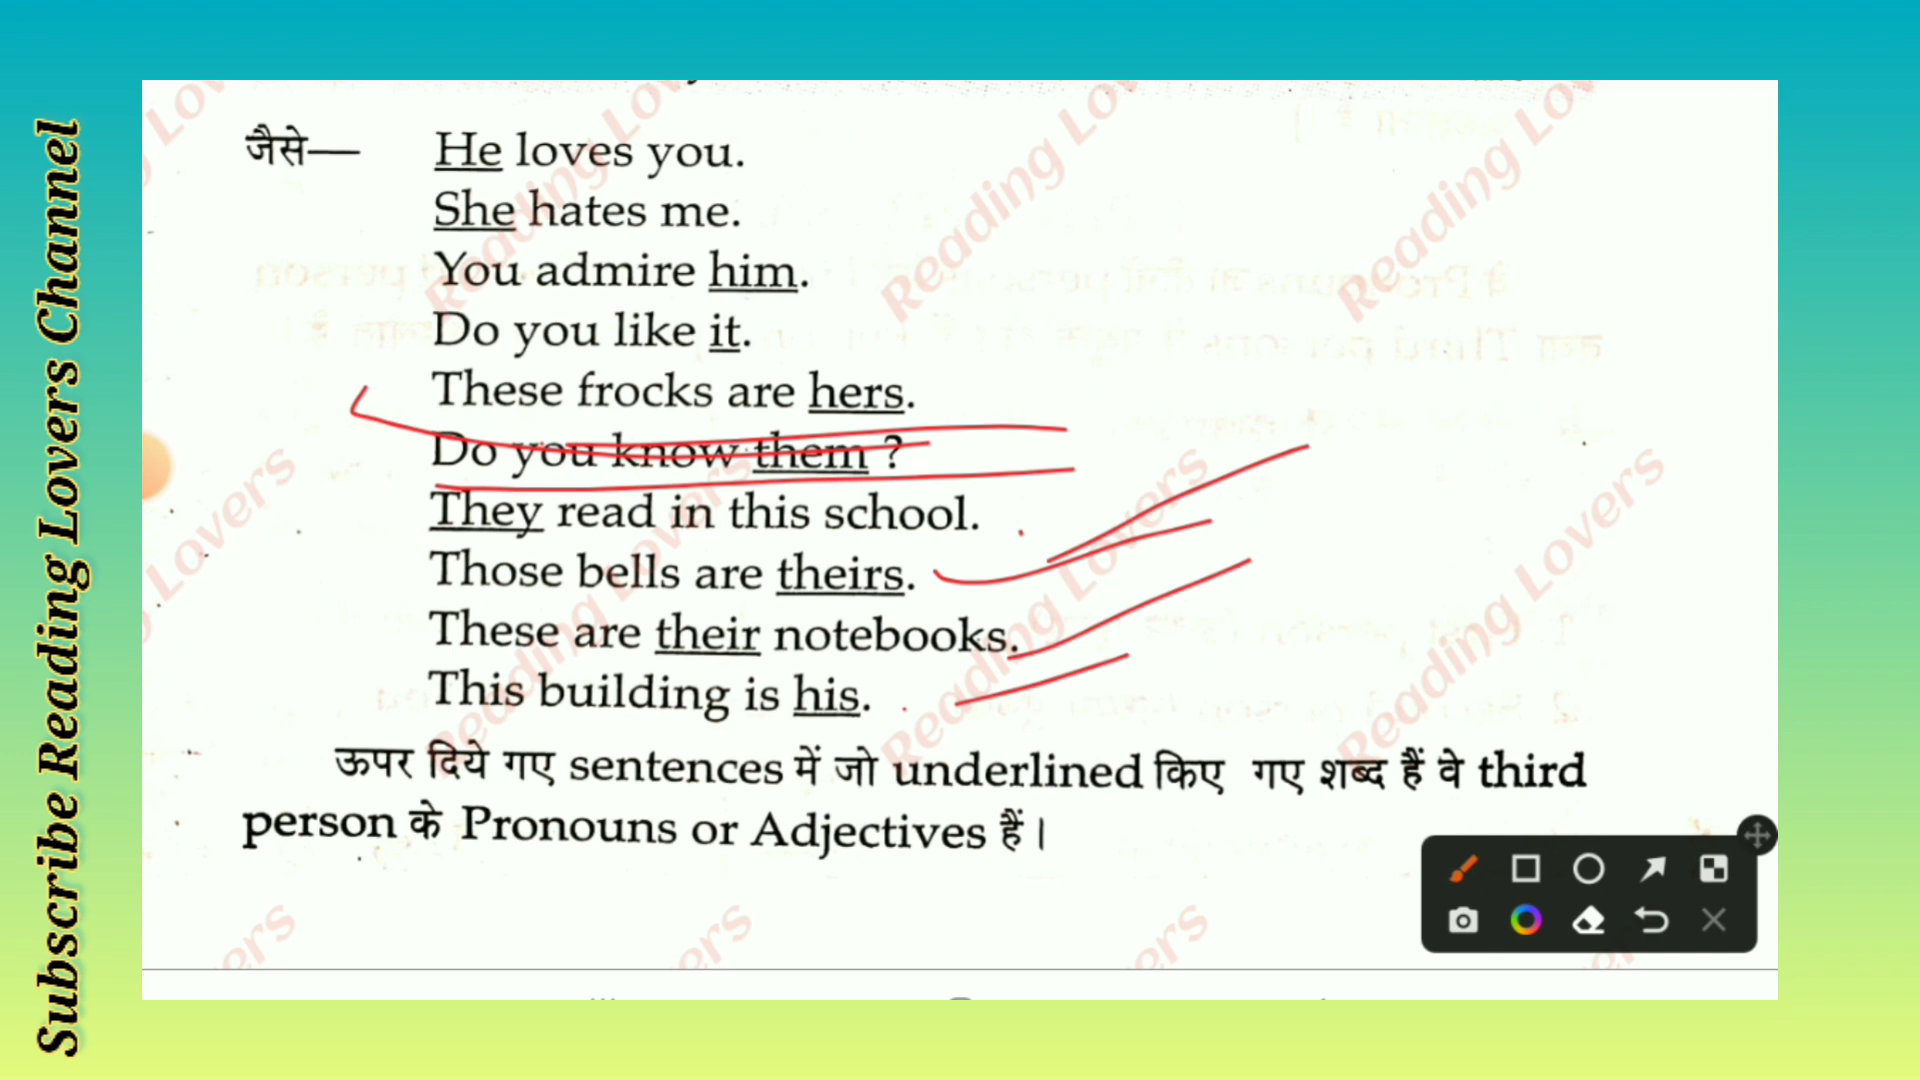 Subscribe Reading Lovers Channel
जैसे— He loves you.
She hates me.
You admire him.
Do you like it.
These frocks are hers.
Do you know them ?
They read in this school.
Those bells are theirs.
These are their notebooks.
This building is his.
ऊपर दिये गए sentences में जो underlined किए गए शब्द हैं वे third
person के Pronouns or Adjectives हैं।
Reading Lovers